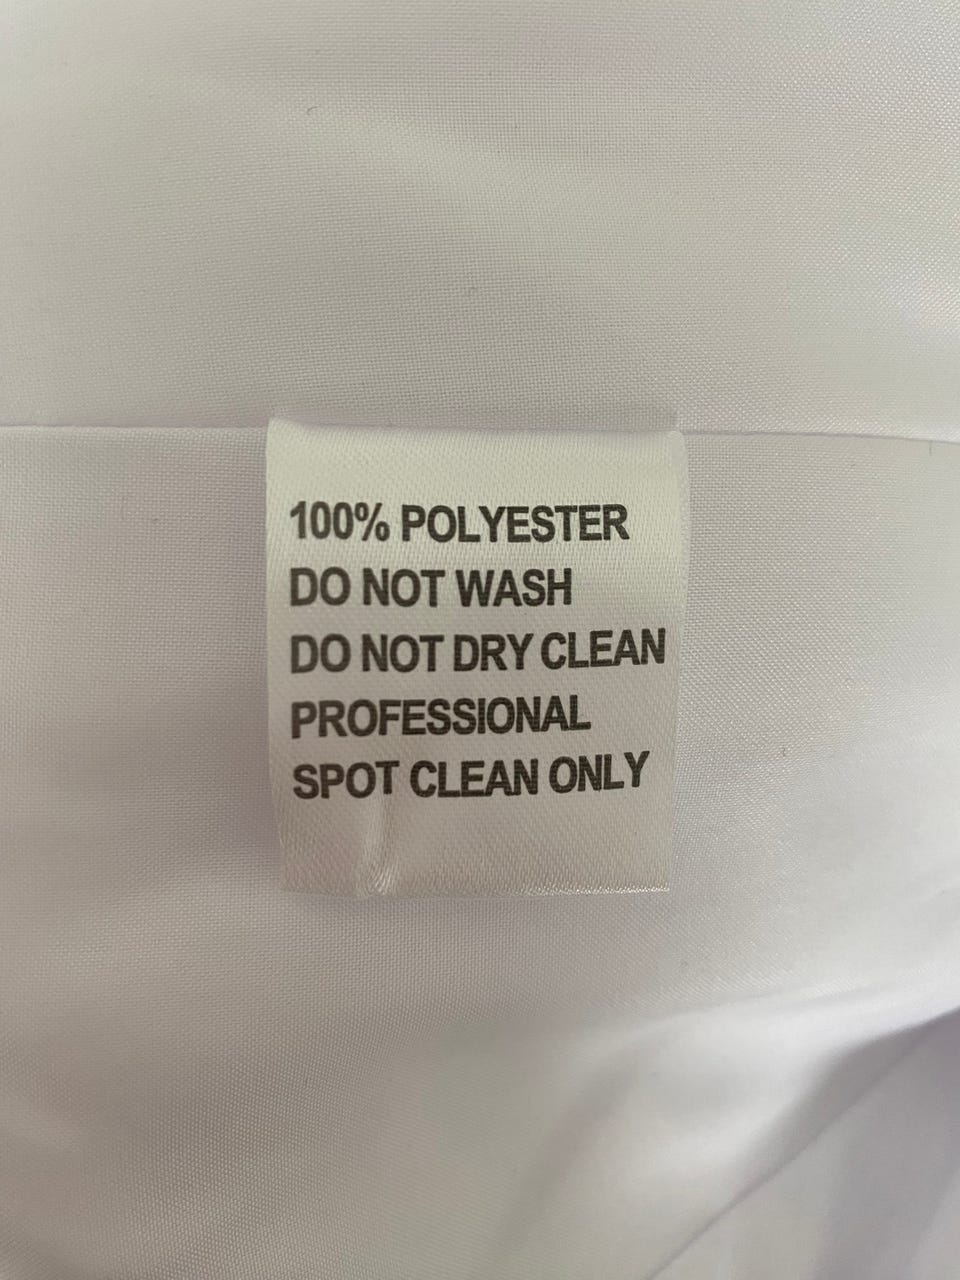 100% POLYESTER
DO NOT WASH
DO NOT DRY CLEAN
PROFESSIONAL
SPOT CLEAN ONLY